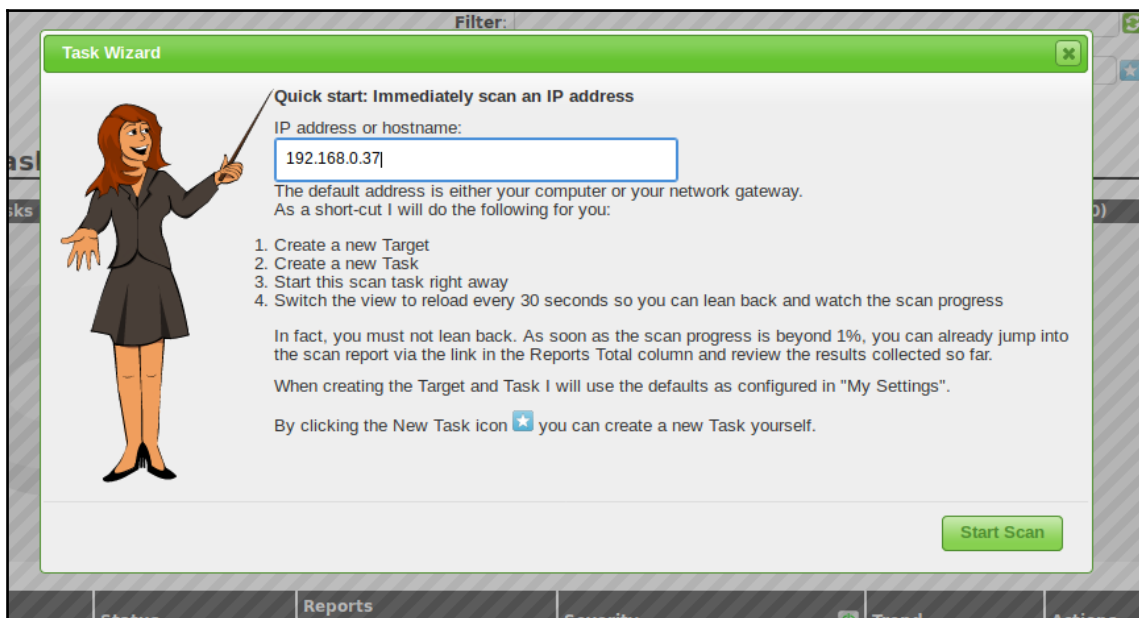 Filter:
Task Wizard
Quick start: Immediately scan an IP address
IP address or hostname:
192.168.0.37
The default address is either your computer or your network gateway.
As a short-cut I will do the following for you:
1. Create a new Target
2. Create a new Task
3. Start this scan task right away
4. Switch the view to reload every 30 seconds so you can lean back and watch the scan progress
In fact, you must not lean back. As soon as the scan progress is beyond 1%, you can already jump into
the scan report via the link in the Reports Total column and review the results collected so far.
When creating the Target and Task I will use the defaults as configured in "My Settings".
By clicking the New Task icon you can create a new Task yourself.
Start Scan
Reports
Status Severity Trend Actions